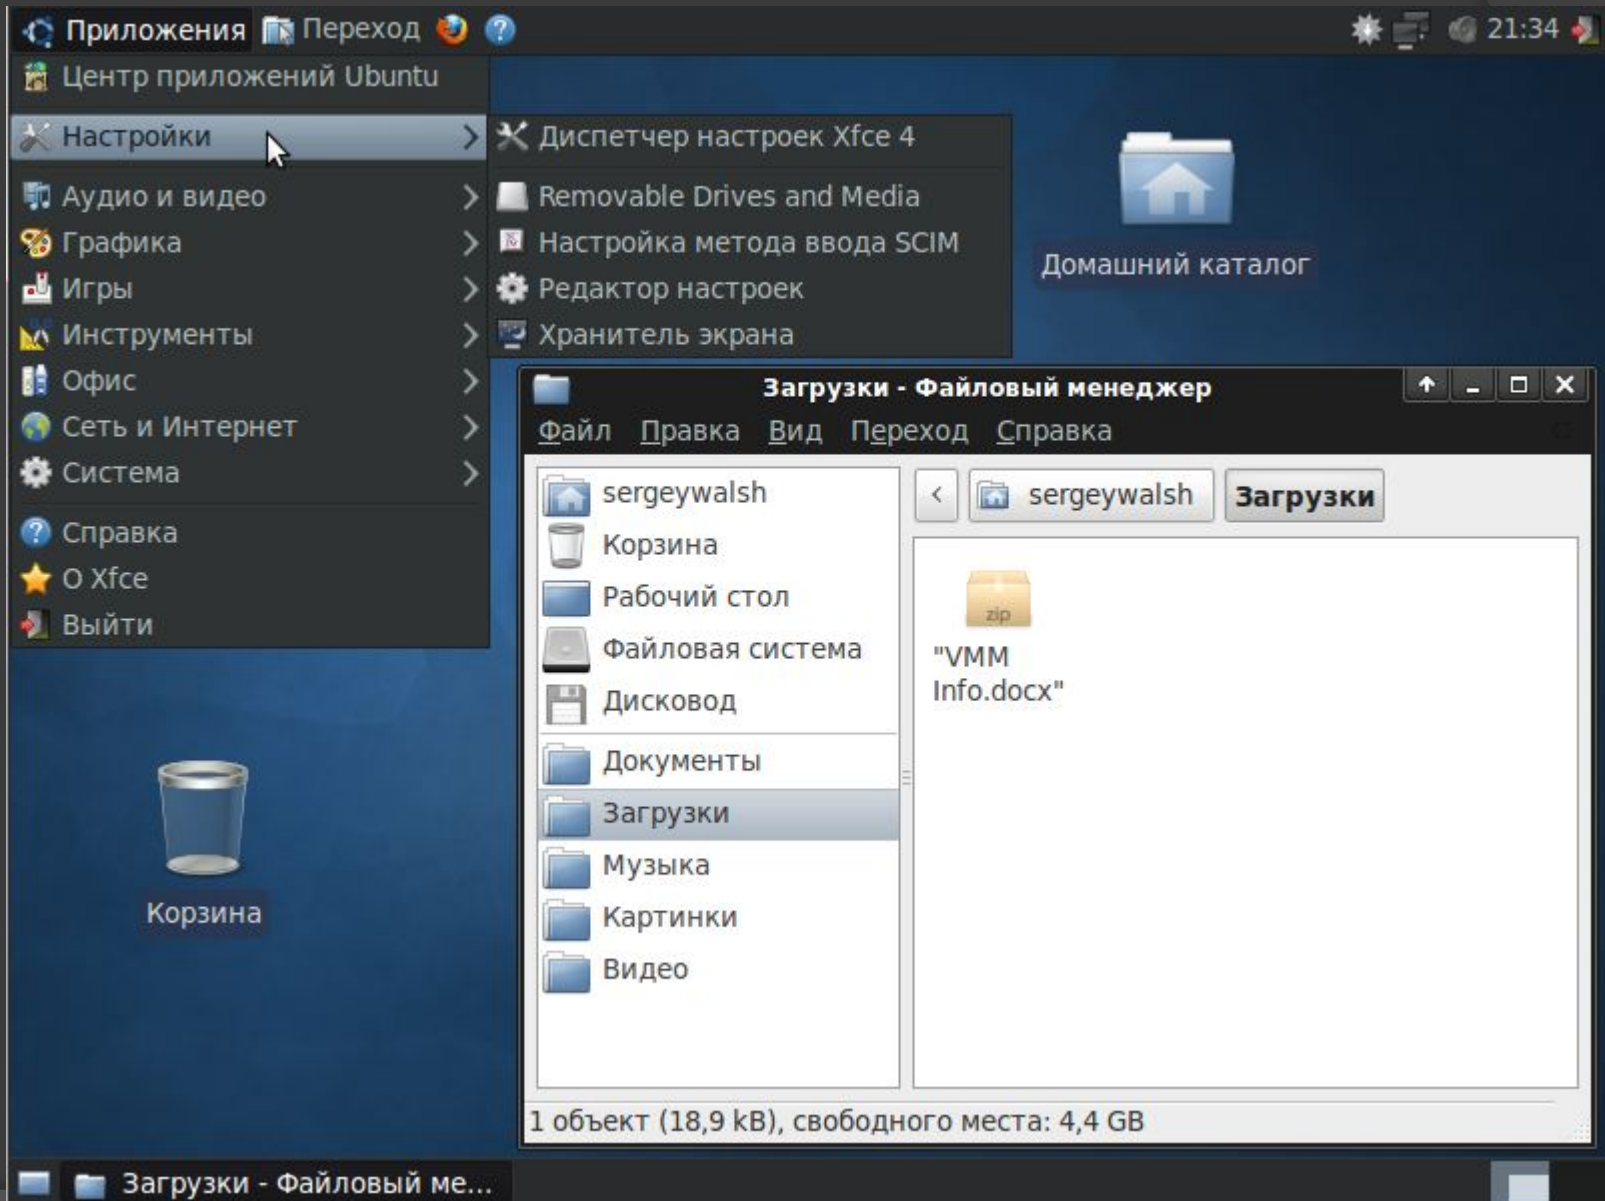 Приложения Переход 21:34
Центр приложений Ubuntu
Настройки
Аудио и видео
Графика
Игры
Инструменты
Офис
Сеть и Интернет
Система
Справка
О Xfce
Выйти
Диспетчер настроек Xfce 4
Removable Drives and Media
Настройка метода ввода SCIM
Редактор настроек
Хранитель экрана
Домашний каталог
Корзина
Загрузки - Файловый менеджер
Файл Правка Вид Переход Справка
sergeywalsh
Корзина
Рабочий стол
Файловая система
Дисковод
Документы
Загрузки
Музыка
Картинки
Видео
sergeywalsh Загрузки
zip
"VMM
Info.docx"
1 объект (18,9 kB), свободного места: 4,4 GB
Загрузки - Файловый ме...